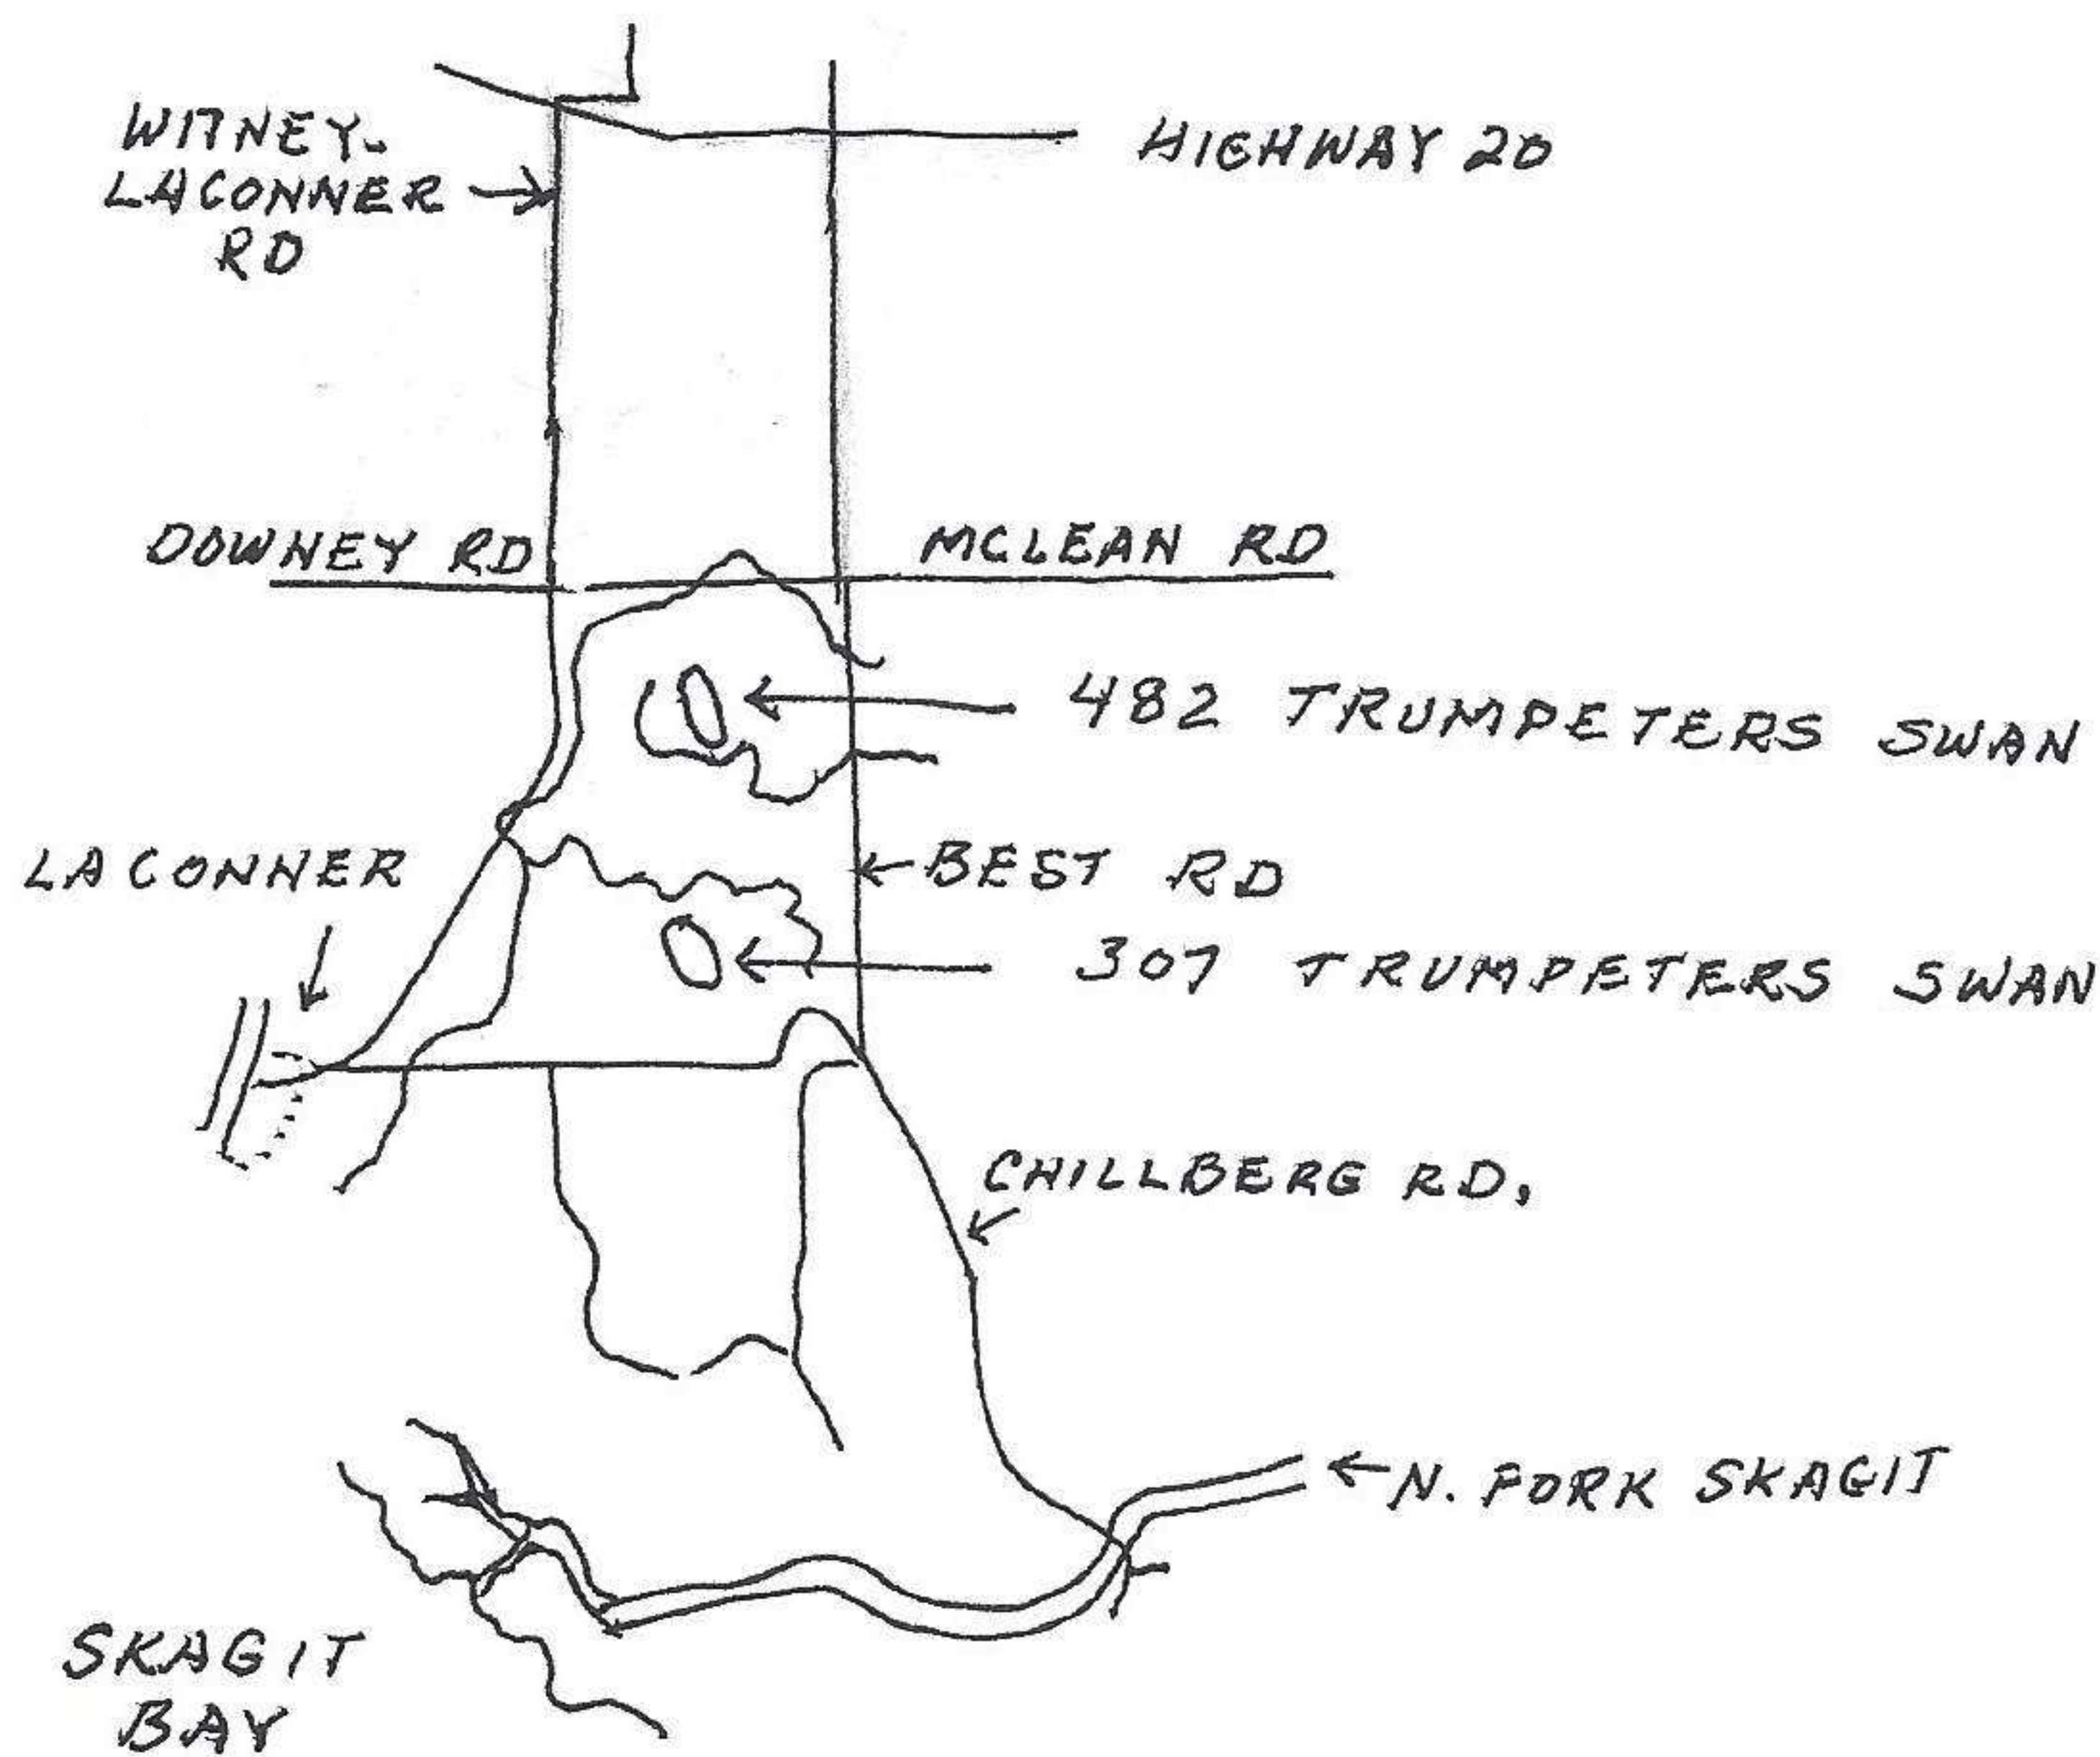 WITNEY-
LACONNER
RD
HIGHWAY 20
DOWNEY RD
MCLEAN RD
482 TRUMPETERS SWAN
LACONNER
BEST RD
307 TRUMPETERS SWAN
CHILLBERG RD.
N. FORK SKAGIT
SKAGIT
BAY